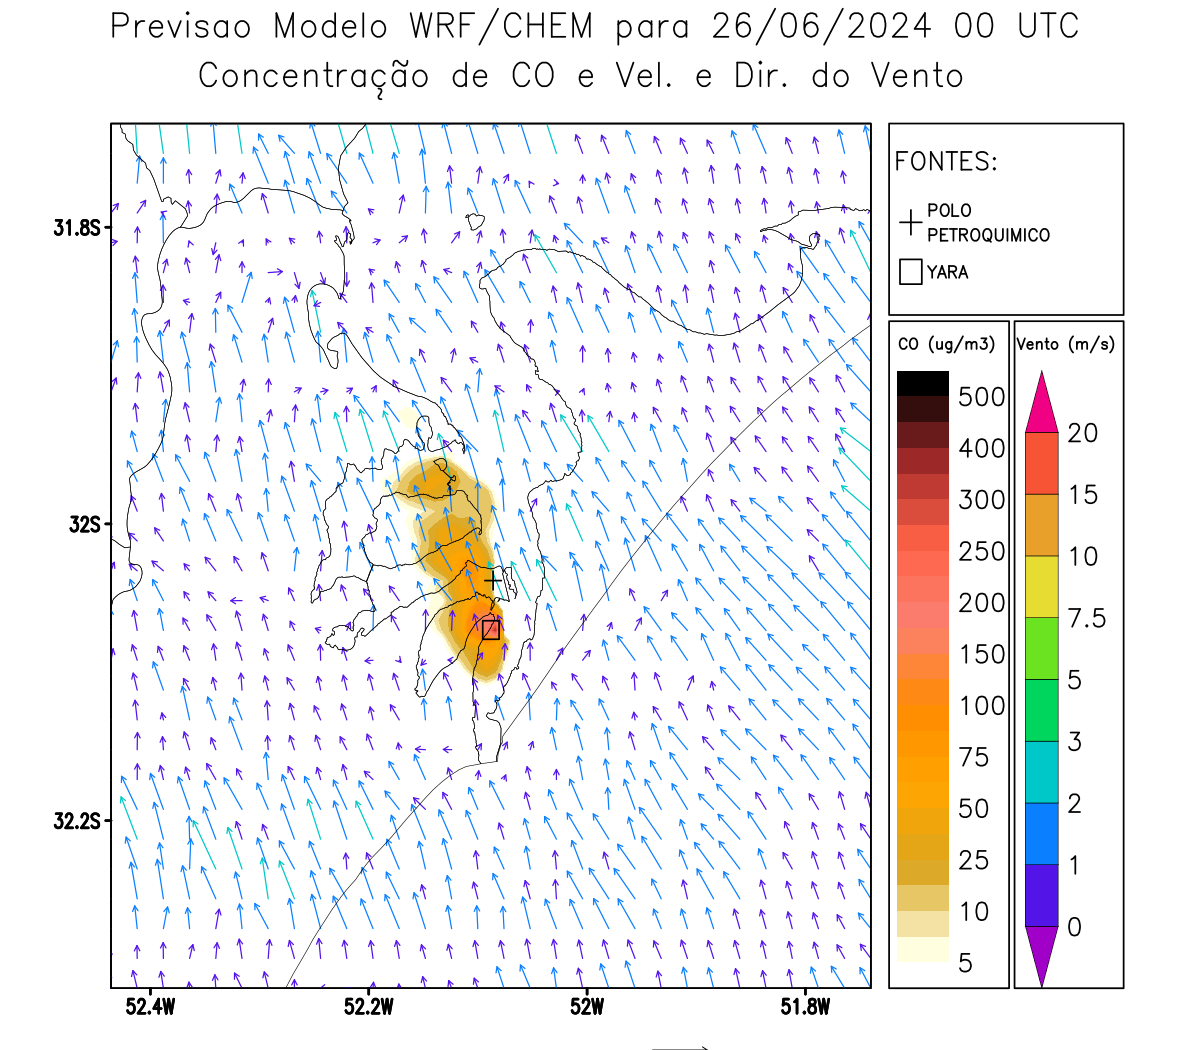 Previsao Modelo WRF/CHEM para 26/06/2024 00 UTC
Concentração de CO e Vel. e Dir. do Vento
FONTES:
POLO
PETROQUIMICO
YARA
CO (ug/m3)
500
400
300
250
200
150
100
75
50
25
10
5
Vento (m/s)
20
15
10
7.5
5
3
2
1
0
31.8S
32S
32.2S
52.4W
52.2W
52W
51.8W